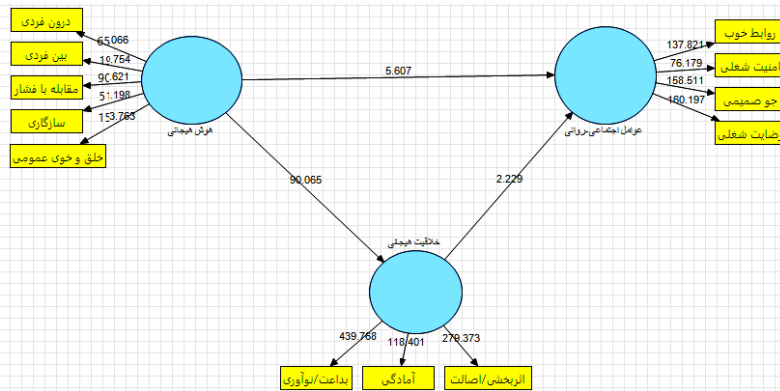 درون فردی
بین فردی
مقابله با فشار
سازگاری
خلق و خوی عمومی
65.066
90.621
51.198
153.763
هوش هیجانی
5.607
90.065
2.229
عوامل اجتماعی-روانی
137.821
76.179
158.511
160.197
روابط خوب
امنیت شغلی
جو صمیمی
رضایت شغلی
خلاقیت هیجانی
439.768
118.401
279.373
بداعت/نوآوری
آمادگی
اثربخشی/اصالت